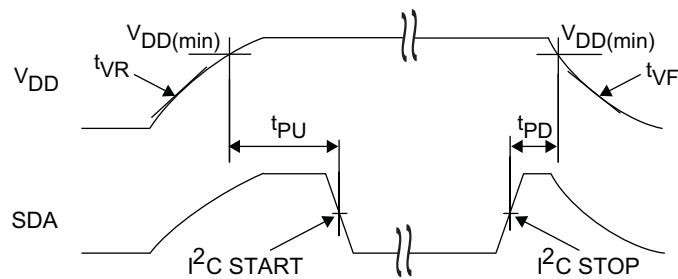 VDD(min)
VDD(min)
tVR
tVF
VDD
tPU
tPD
SDA
I²C START
I²C STOP